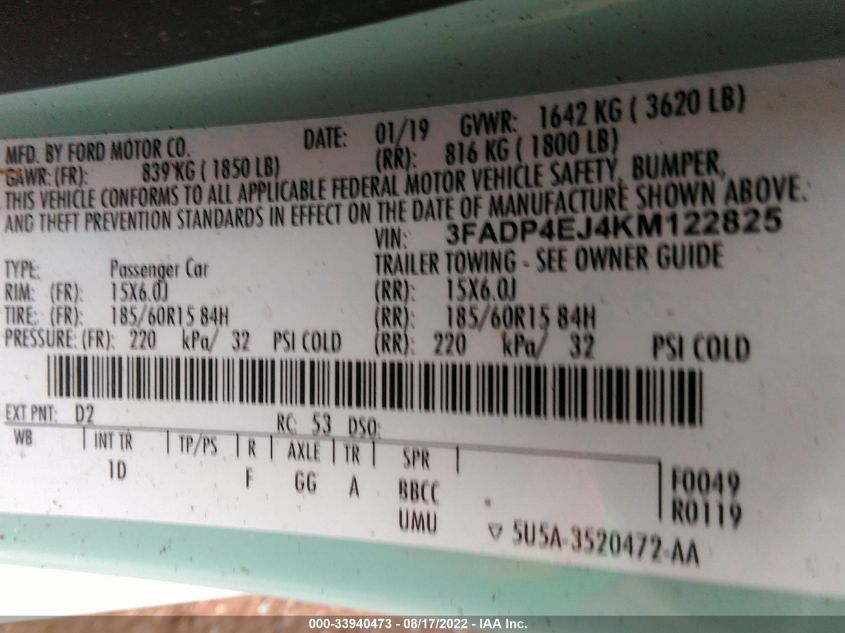 MFD. BY FORD MOTOR CO. DATE: 01/19 GVWR: 1642 KG ( 3620 LB)
GAWR:(FR): 839 KG ( 1850 LB) (RR): 816 KG ( 1800 LB)
THIS VEHICLE CONFORMS TO ALL APPLICABLE FEDERAL MOTOR VEHICLE SAFETY, BUMPER,
AND THEFT PREVENTION STANDARDS IN EFFECT ON THE DATE OF MANUFACTURE SHOWN ABOVE.
VIN: 3FADP4EJ4KM122825
TYPE: Passenger Car TRAILER TOWING - SEE OWNER GUIDE
RIM: (FR): 15X6.0J (RR): 15X6.0J
TIRE: (FR): 185/60R15 84H (RR): 185/60R15 84H
PRESSURE: (FR): 220 kPa/ 32 PSI COLD (RR): 220 kPa/ 32 PSI COLD
EXT PNT: D2 RC: 53 DSO:
WB INT TR TP/PS R AXLE TR SPR F0049
1D F GG A BBCC R0119
UMU ▽ 5U5A-3520472-AA
000-33940473 - 08/17/2022 - IAA Inc.